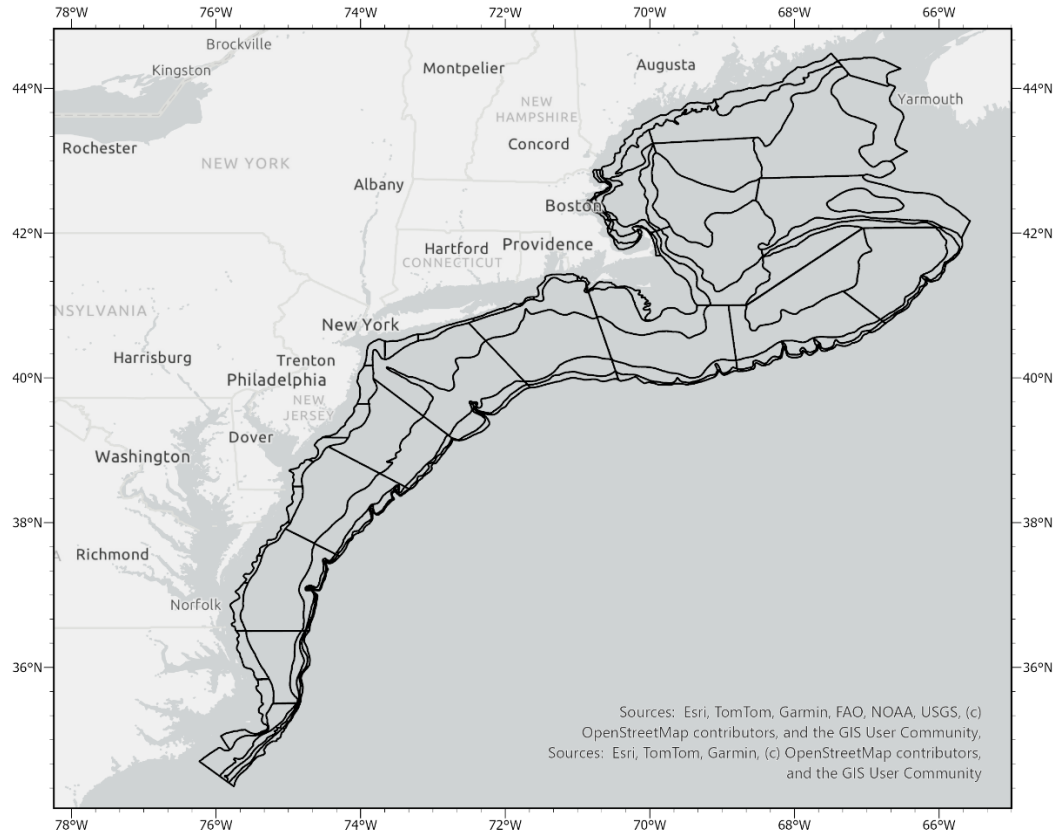 78°W 76°W 74°W 72°W 70°W 68°W 66°W
Brockville
Kingston
Montpelier
Augusta
44°N 44°N
Yarmouth
NEW
HAMPSHIRE
Rochester
Concord
NEW YORK
Albany
Boston
42°N 42°N
Hartford
Providence
CONNECTICUT
NSYLVANIA
New York
Harrisburg
Trenton
40°N 40°N
Philadelphia
NEW
JERSEY
Dover
Washington
38°N 38°N
A
Richmond
Norfolk
36°N 36°N
Sources: Esri, TomTom, Garmin, FAO, NOAA, USGS, (c)
OpenStreetMap contributors, and the GIS User Community,
Sources: Esri, TomTom, Garmin, (c) OpenStreetMap contributors,
and the GIS User Community
78°W 76°W 74°W 72°W 70°W 68°W 66°W